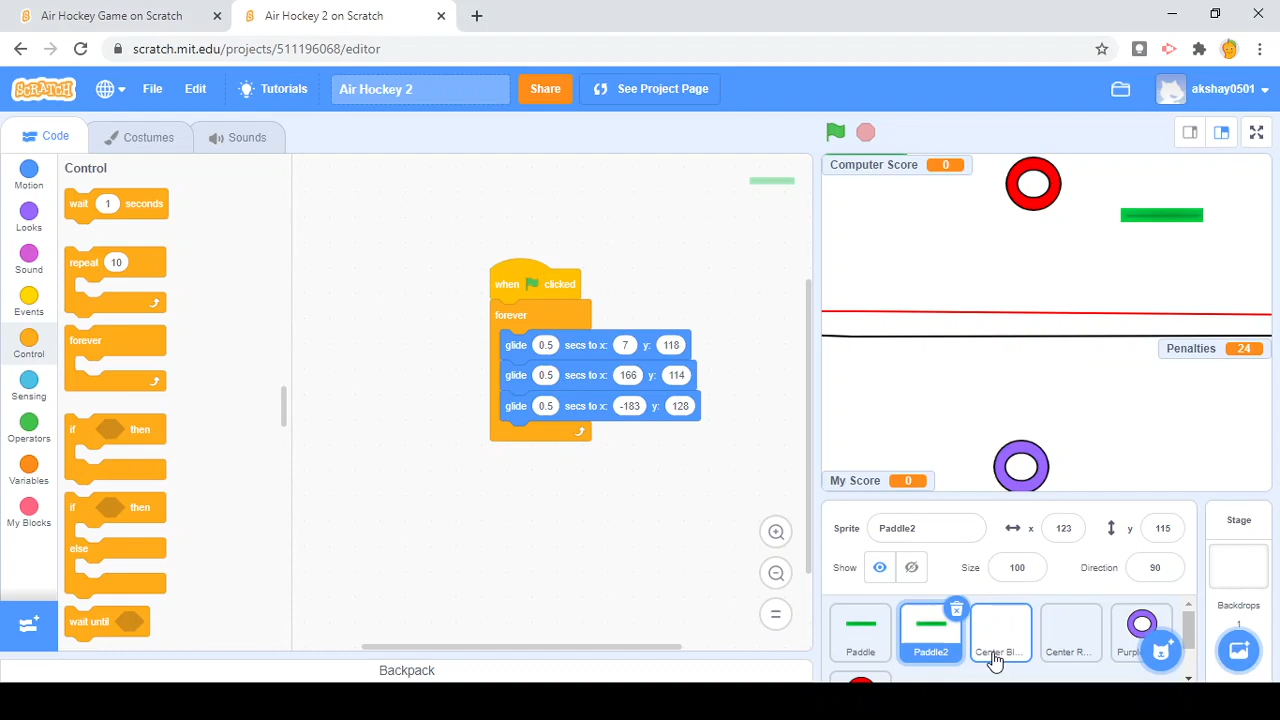 Air Hockey Game on Scratch
Air Hockey 2 on Scratch
scratch.mit.edu/projects/511196068/editor
SCRATCH
File
Edit
Tutorials
Air Hockey 2
Share
See Project Page
akshay0501
Code
Costumes
Sounds
Motion
Looks
Sound
Events
Control
Sensing
Operators
Variables
My Blocks
Control
wait 1 seconds
repeat 10
forever
if then
if then
else
wait until
when clicked
forever
glide 0.5 secs to x: 7 y: 118
glide 0.5 secs to x: 166 y: 114
glide 0.5 secs to x: -183 y: 128
Backpack
Computer Score 0
Penalties 24
My Score 0
Sprite Paddle2 x 123 y 115
Show Size 100 Direction 90
Paddle
Paddle2
Center Bl...
Center R...
Purp
Stage
Backdrops
1